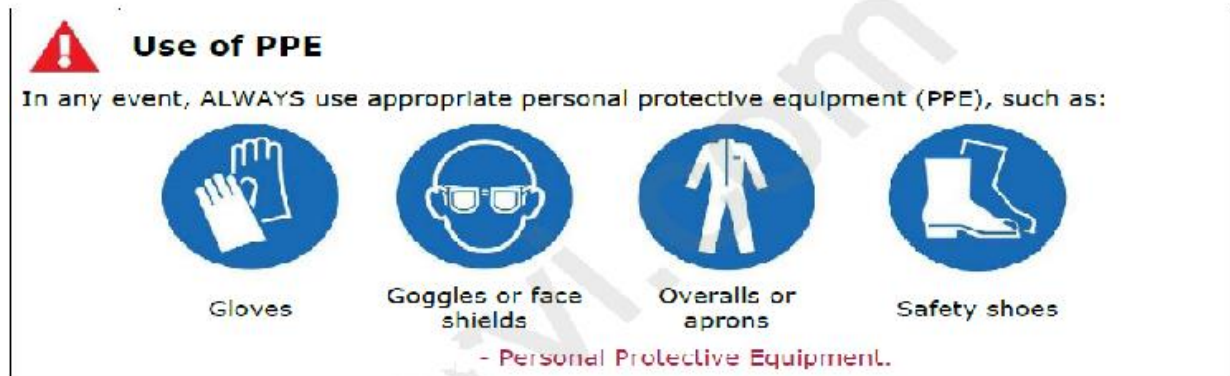 Use of PPE
In any event, ALWAYS use appropriate personal protective equipment (PPE), such as:
Gloves
Goggles or face
shields
Overalls or
aprons
Safety shoes
- Personal Protective Equipment.